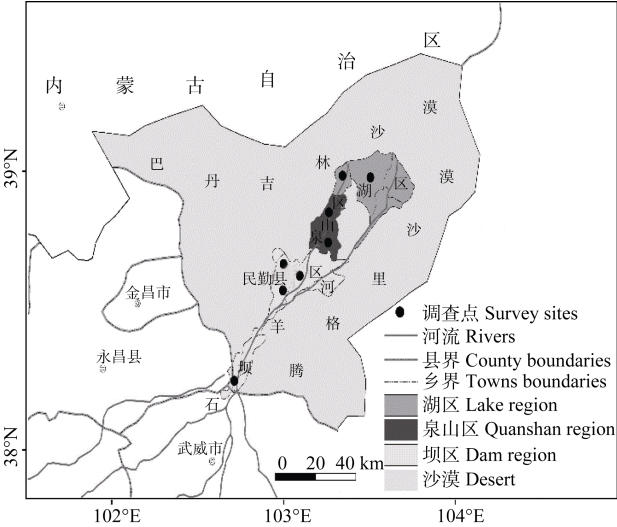 内 蒙 古 自 治 区
巴 丹 吉 林 沙 漠
腾 格 里 沙 漠
湖 区
泉 山 区
坝 区
石 羊 河
民勤县
金昌市
永昌县
武威市
39°N
38°N
102°E
103°E
104°E
0 20 40 km
调查点 Survey sites
河流 Rivers
县界 County boundaries
乡界 Towns boundaries
湖区 Lake region
泉山区 Quanshan region
坝区 Dam region
沙漠 Desert